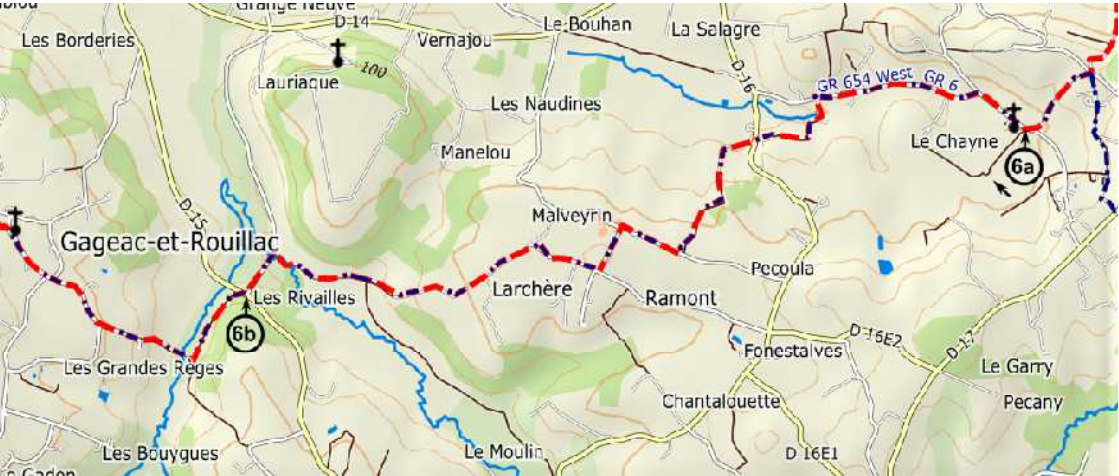 Grange Neuve
D 14
Le Bouhan
Les Borderies
Vernajou
La Salagre
100
Lauriaque
D-16
GR 654 West GR 6
Les Naudines
Le Chayne
Manelou
6a
D-15
Malveyrin
Gageac-et-Rouillac
Pecoula
Les Rivailles
Larchère
Ramont
6b
D-16E2
D-17
Fonestalves
Les Grandes Règes
Le Garry
Chantalouette
Pecany
Les Bouygues
Le Moulin
D 16E1